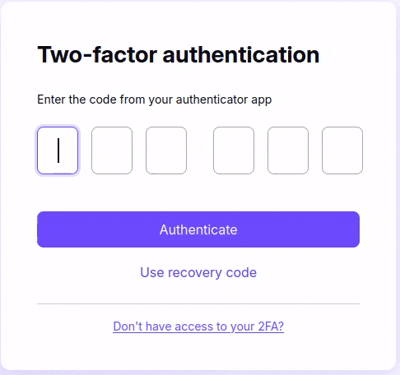 Two-factor authentication
Enter the code from your authenticator app
Authenticate
Use recovery code
Don't have access to your 2FA?